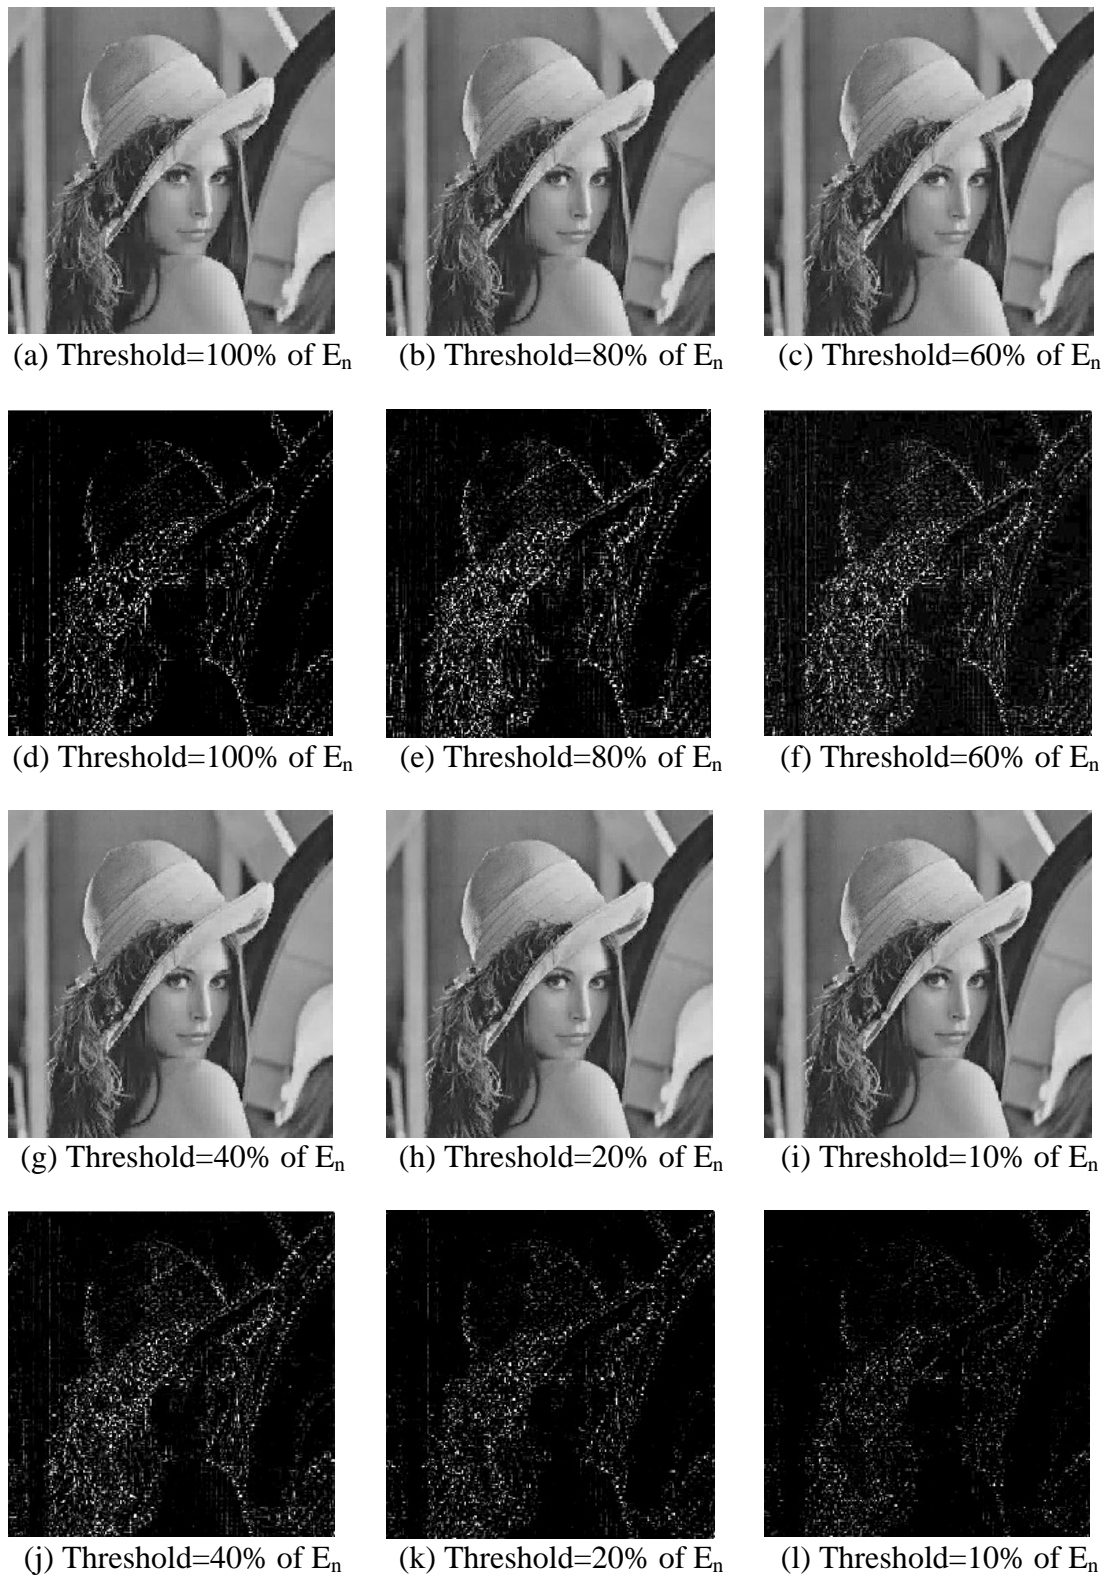 (a) Threshold=100% of Eₙ
(b) Threshold=80% of Eₙ
(c) Threshold=60% of Eₙ
(d) Threshold=100% of Eₙ
(e) Threshold=80% of Eₙ
(f) Threshold=60% of Eₙ
(g) Threshold=40% of Eₙ
(h) Threshold=20% of Eₙ
(i) Threshold=10% of Eₙ
(j) Threshold=40% of Eₙ
(k) Threshold=20% of Eₙ
(l) Threshold=10% of Eₙ